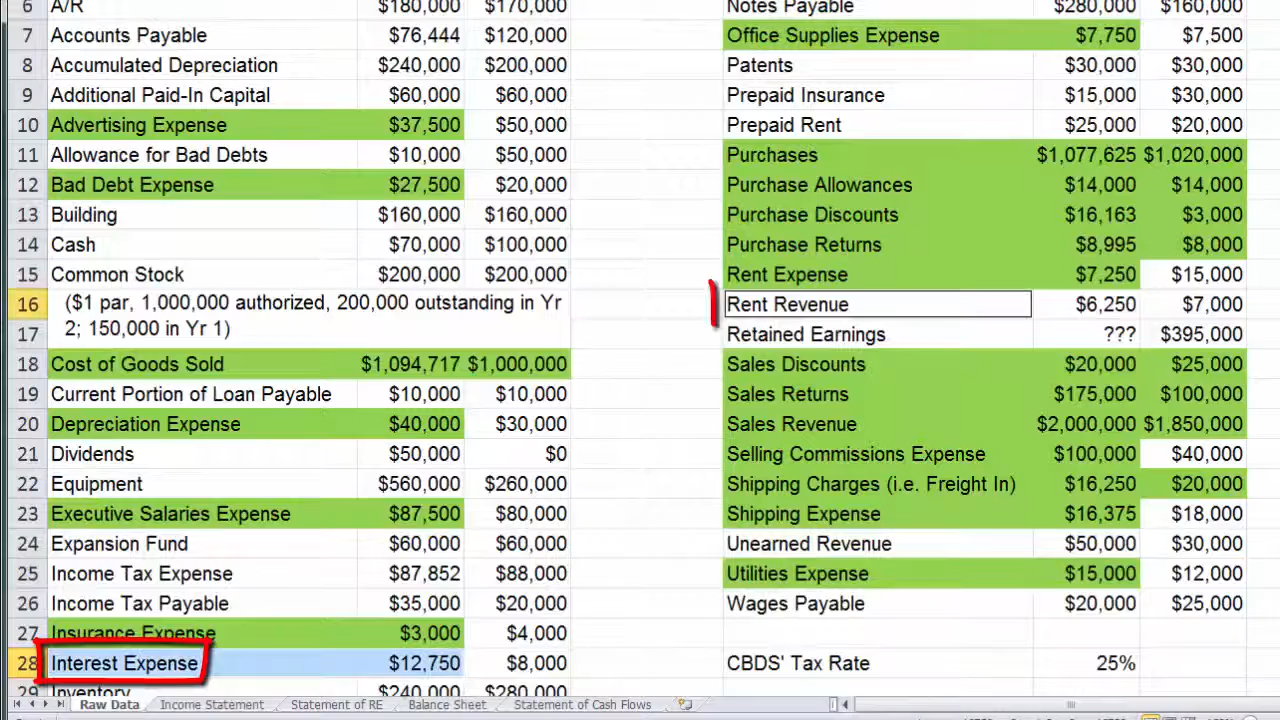 6 A/R $180,000 $170,000 Notes Payable $280,000 $160,000
7 Accounts Payable $76,444 $120,000 Office Supplies Expense $7,750 $7,500
8 Accumulated Depreciation $240,000 $200,000 Patents $30,000 $30,000
9 Additional Paid-In Capital $60,000 $60,000 Prepaid Insurance $15,000 $30,000
10 Advertising Expense $37,500 $50,000 Prepaid Rent $25,000 $20,000
11 Allowance for Bad Debts $10,000 $50,000 Purchases $1,077,625 $1,020,000
12 Bad Debt Expense $27,500 $20,000 Purchase Allowances $14,000 $14,000
13 Building $160,000 $160,000 Purchase Discounts $16,163 $3,000
14 Cash $70,000 $100,000 Purchase Returns $8,995 $8,000
15 Common Stock $200,000 $200,000 Rent Expense $7,250 $15,000
16 ($1 par, 1,000,000 authorized, 200,000 outstanding in Yr Rent Revenue $6,250 $7,000
17 2; 150,000 in Yr 1) Retained Earnings ??? $395,000
18 Cost of Goods Sold $1,094,717 $1,000,000 Sales Discounts $20,000 $25,000
19 Current Portion of Loan Payable $10,000 $10,000 Sales Returns $175,000 $100,000
20 Depreciation Expense $40,000 $30,000 Sales Revenue $2,000,000 $1,850,000
21 Dividends $50,000 $0 Selling Commissions Expense $100,000 $40,000
22 Equipment $560,000 $260,000 Shipping Charges (i.e. Freight In) $16,250 $20,000
23 Executive Salaries Expense $87,500 $80,000 Shipping Expense $16,375 $18,000
24 Expansion Fund $60,000 $60,000 Unearned Revenue $50,000 $30,000
25 Income Tax Expense $87,852 $88,000 Utilities Expense $15,000 $12,000
26 Income Tax Payable $35,000 $20,000 Wages Payable $20,000 $25,000
27 Insurance Expense $3,000 $4,000
28 Interest Expense $12,750 $8,000 CBDS' Tax Rate 25%
29 Inventory $240,000 $280,000
Raw Data Income Statement Statement of RE Balance Sheet Statement of Cash Flows